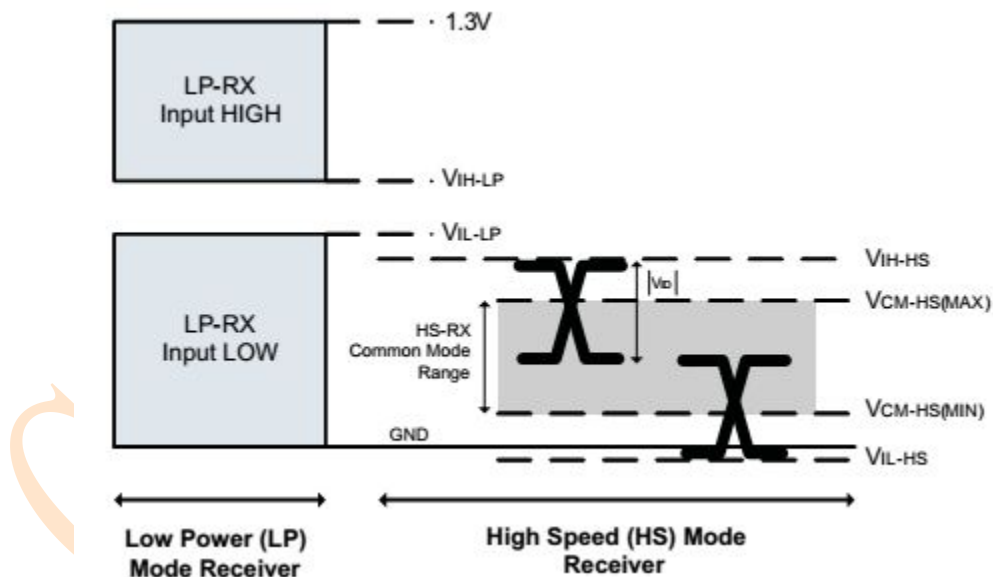 1.3V
LP-RX
Input HIGH
VIH-LP
VIL-LP
VIH-HS
|VID|
VCM-HS(MAX)
LP-RX
Input LOW
HS-RX
Common Mode
Range
VCM-HS(MIN)
GND
VIL-HS
Low Power (LP)
Mode Receiver
High Speed (HS) Mode
Receiver